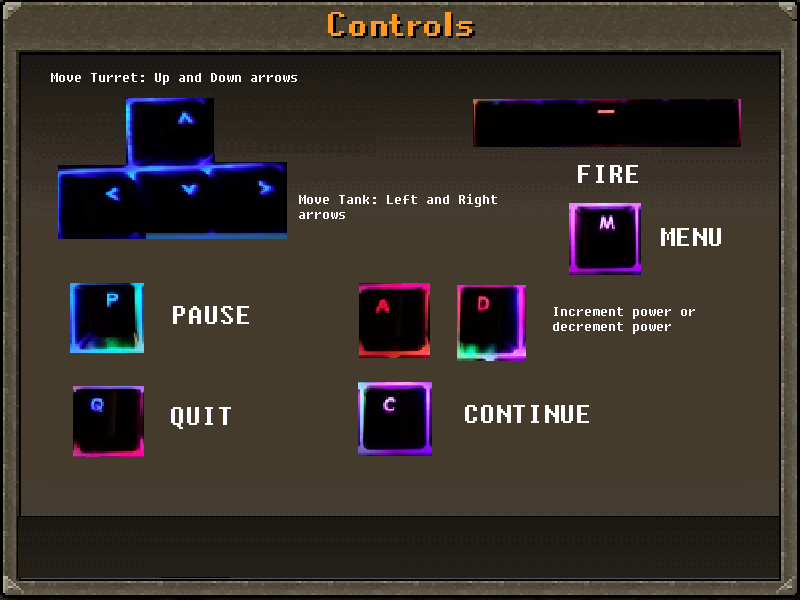 Controls
Move Turret: Up and Down arrows
^
< v >
Move Tank: Left and Right
arrows
FIRE
M
MENU
P
PAUSE
A
D
Increment power or
decrement power
Q
QUIT
C
CONTINUE